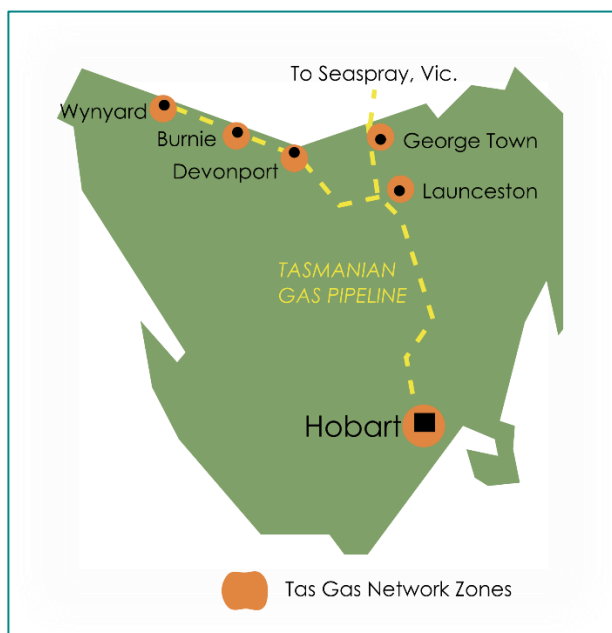 To Seaspray, Vic.
Wynyard
Burnie
George Town
Devonport
Launceston
TASMANIAN
GAS PIPELINE
Hobart
Tas Gas Network Zones